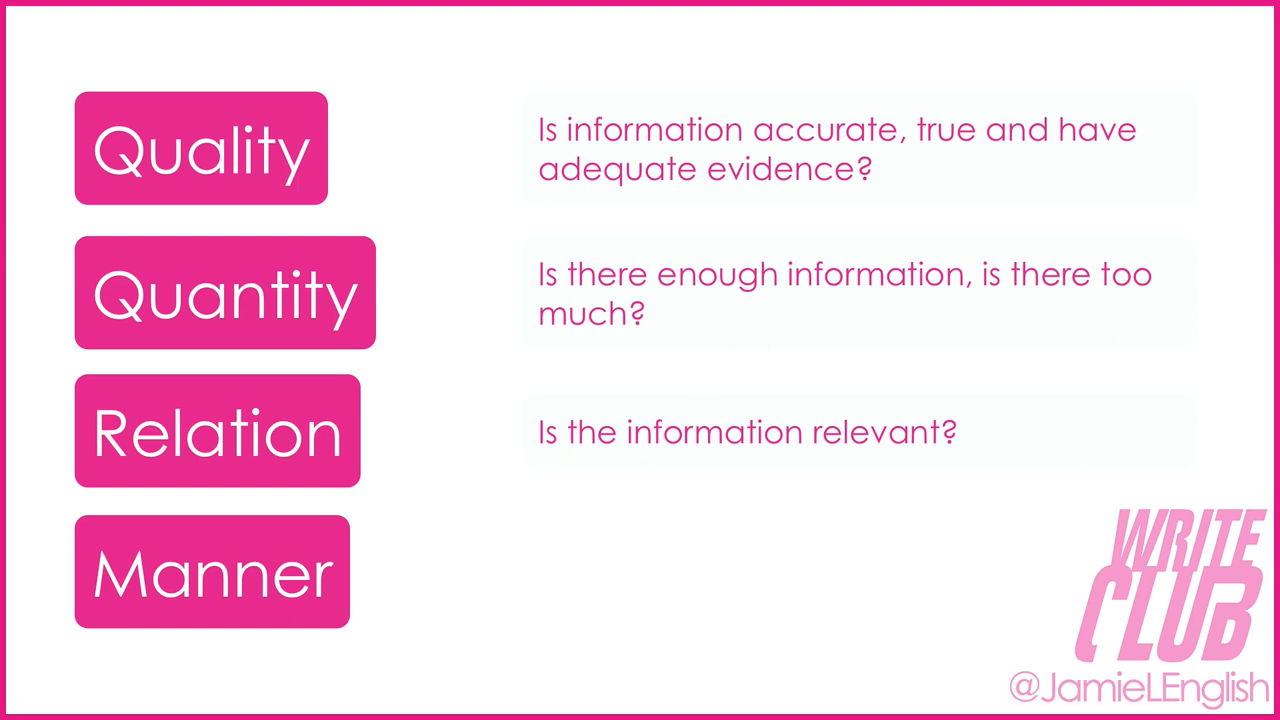 Quality
Is information accurate, true and have
adequate evidence?
Quantity
Is there enough information, is there too
much?
Relation
Is the information relevant?
Manner
WRITE
CLUB
@JamieLEnglish